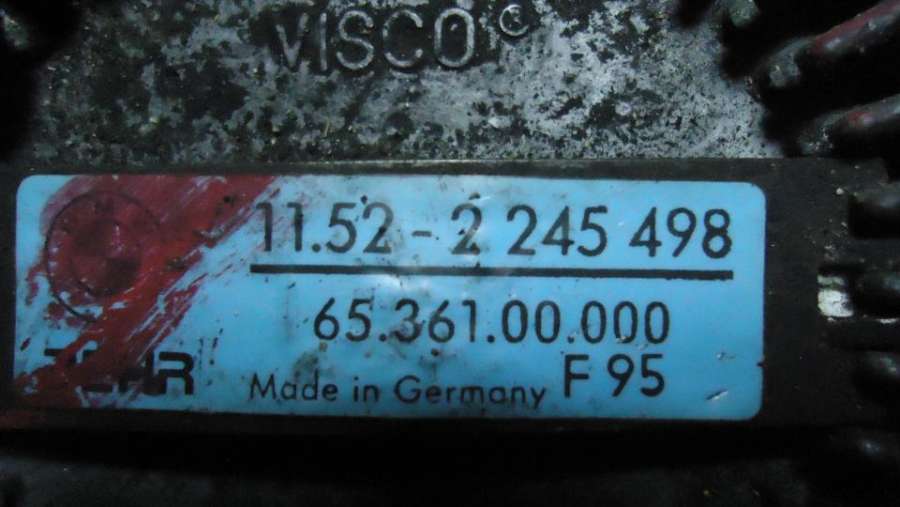 VISCO®
11.52-2 245 498
65.361.00.000
Made in Germany F 95